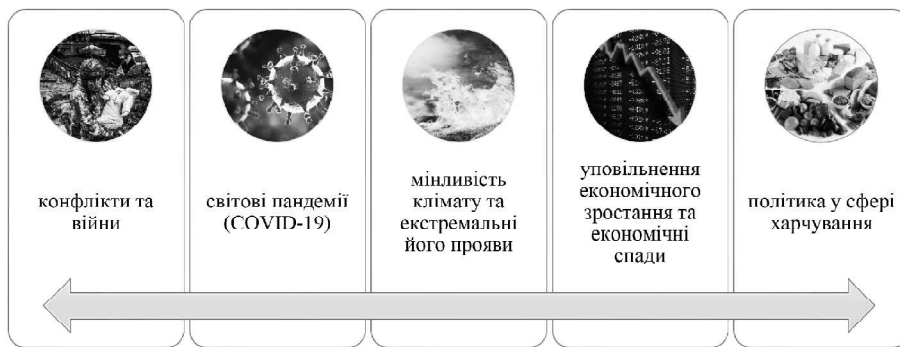 конфлікти та
війни
світові пандемії
(COVID-19)
мінливість
клімату та
екстремальні
його прояви
уповільнення
економічного
зростання та
економічні
спади
політика у сфері
харчування